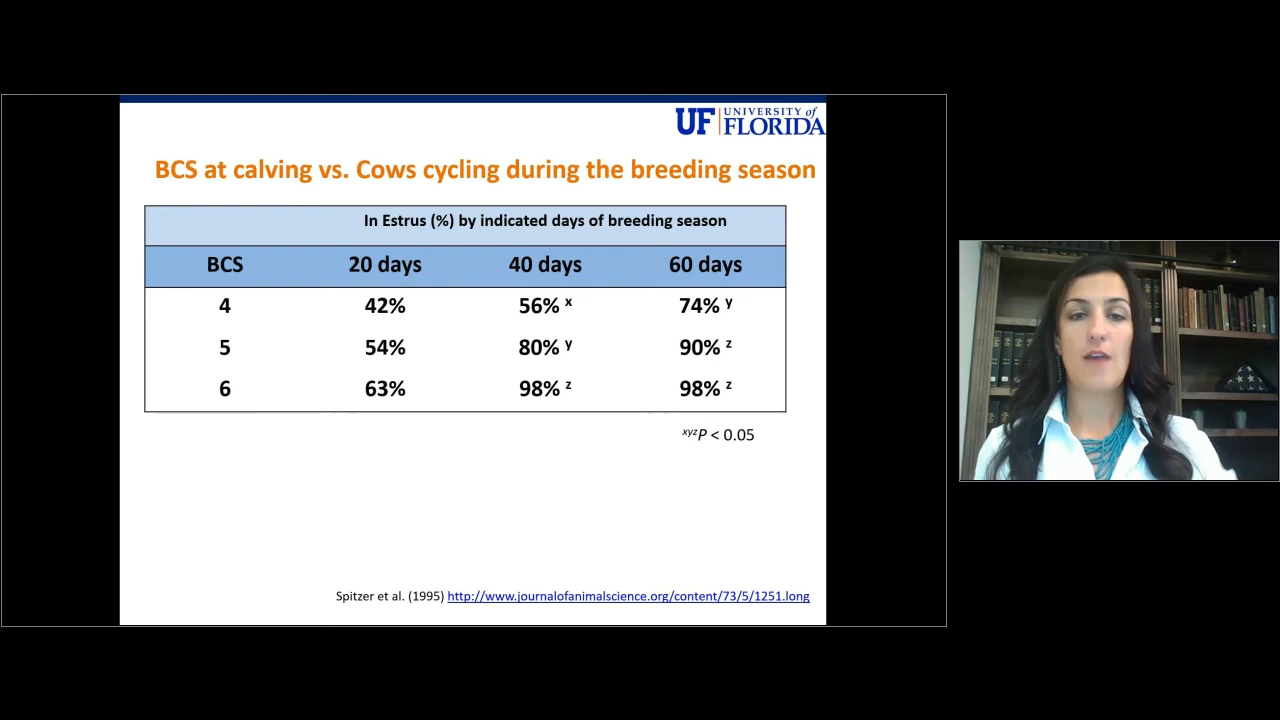 UF UNIVERSITY of
FLORIDA
BCS at calving vs. Cows cycling during the breeding season
In Estrus (%) by indicated days of breeding season
BCS 20 days 40 days 60 days
4 42% 56% x 74% y
5 54% 80% y 90% z
6 63% 98% z 98% z
xyzP < 0.05
Spitzer et al. (1995) http://www.journalofanimalscience.org/content/73/5/1251.long